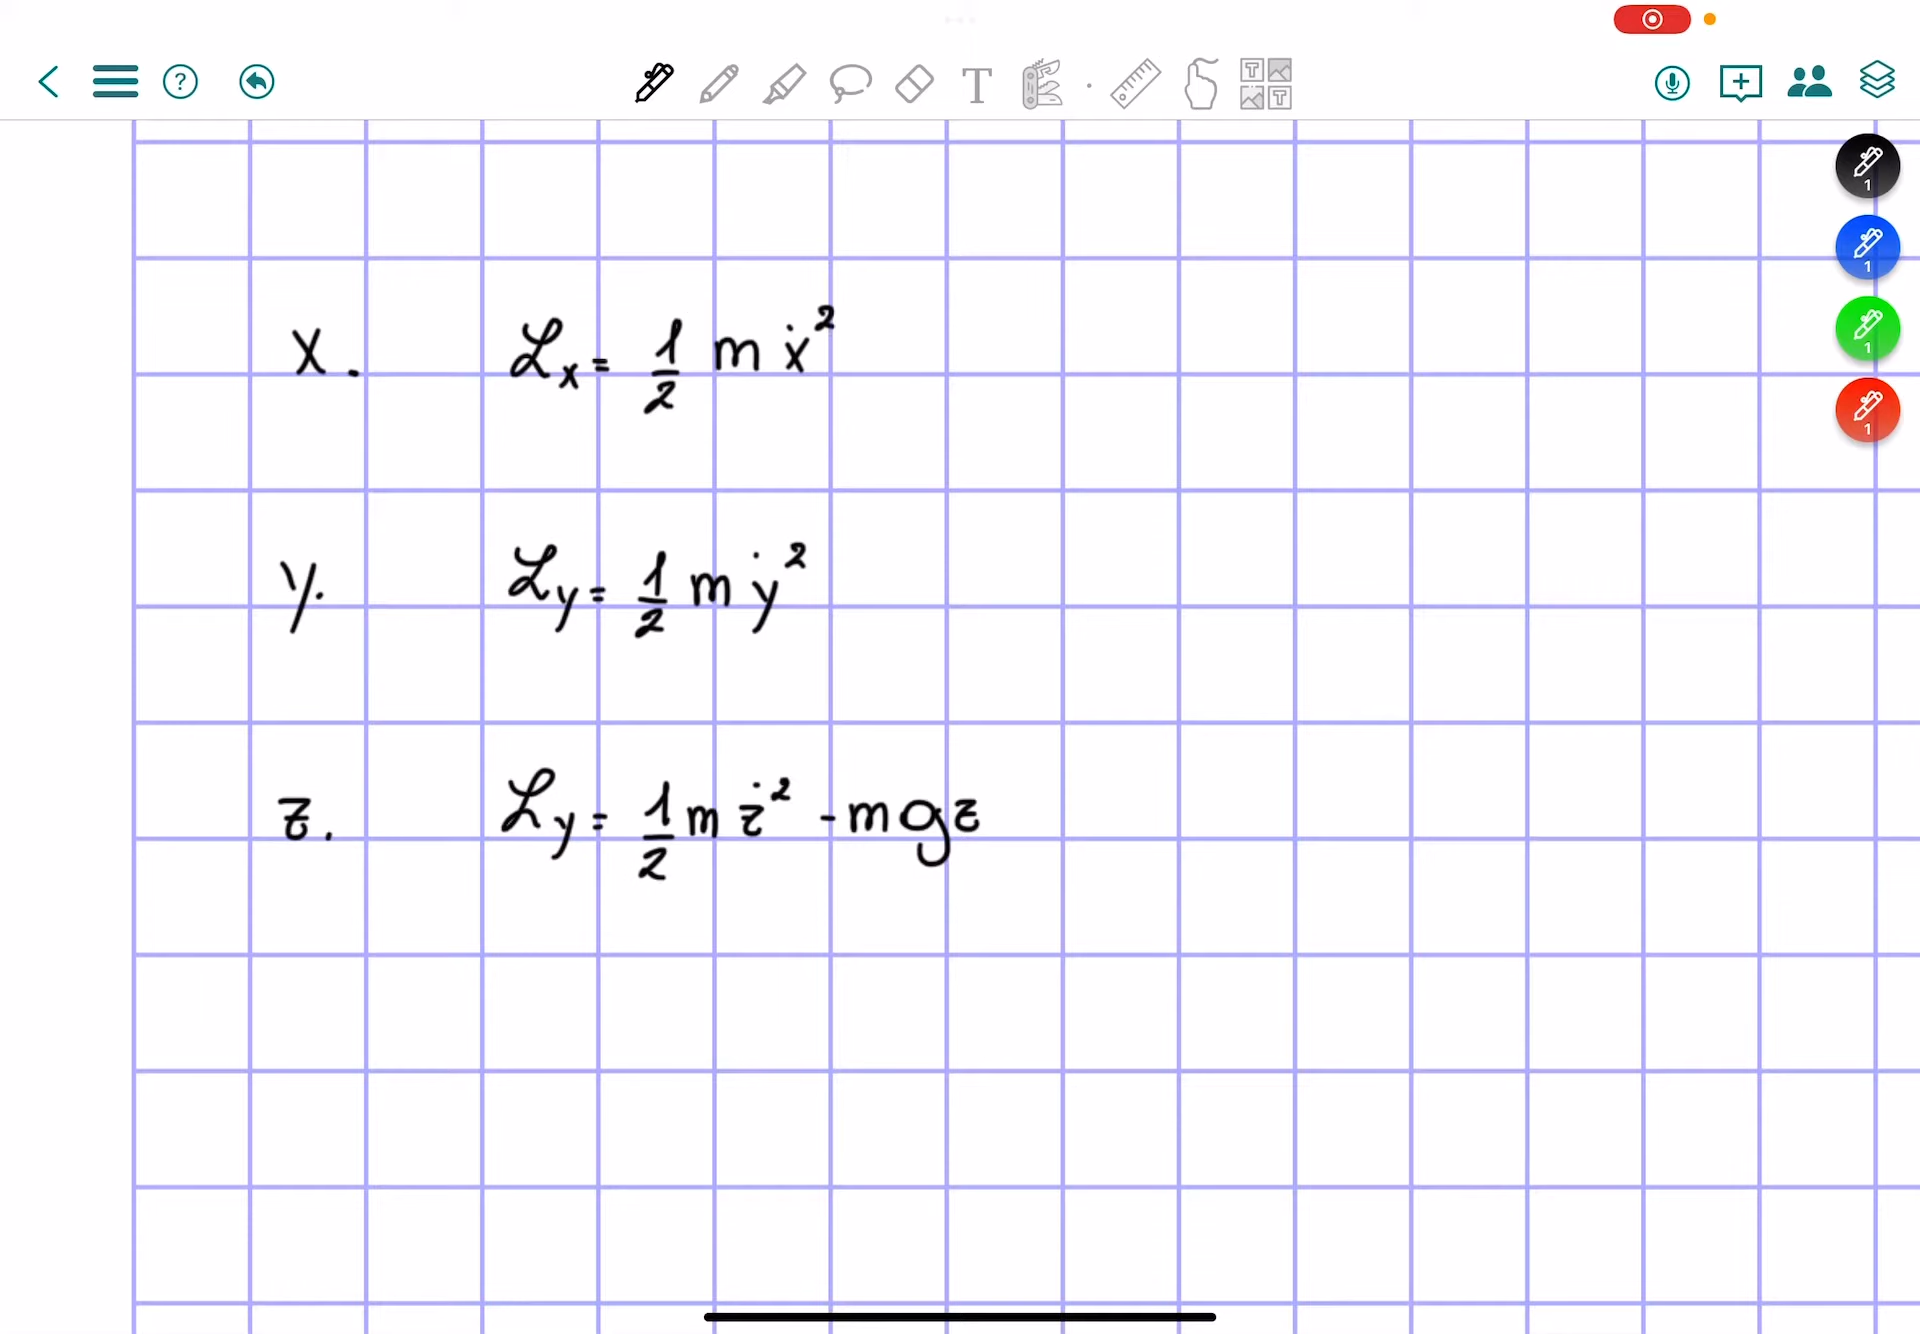 x. ℒx = 1/2 m ẋ²
y. ℒy = 1/2 m ẏ²
z. ℒy = 1/2 m ż² - mgz